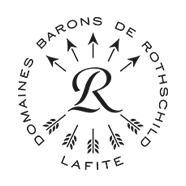 DOMAINES BARONS DE ROTHSCHILD
R
LAFITE